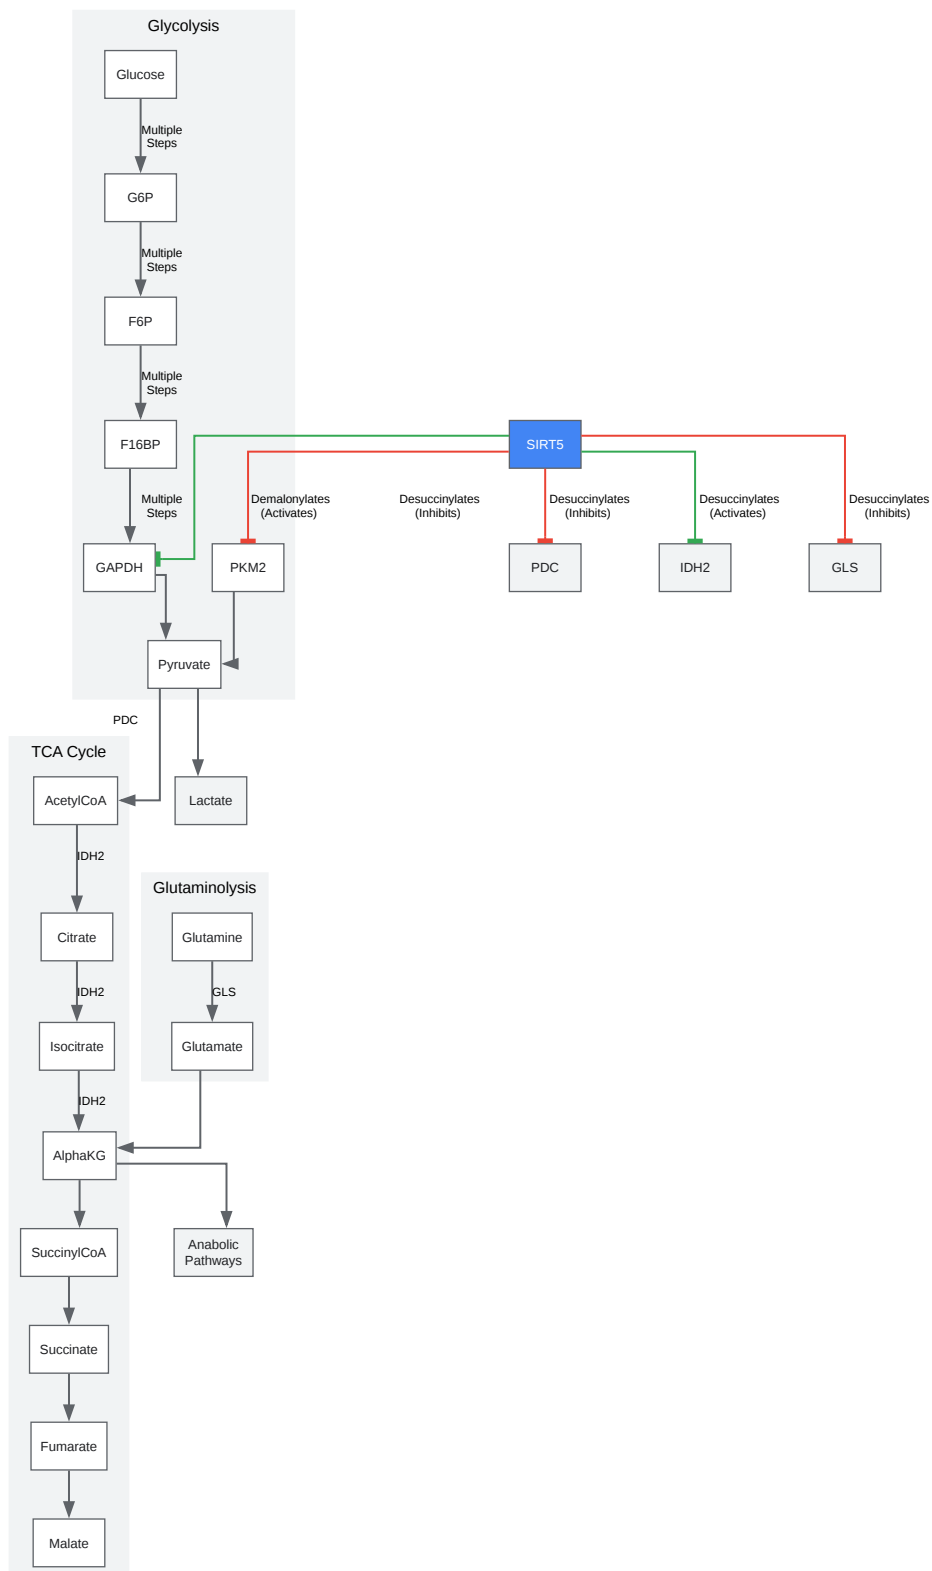 Glycolysis
Glucose
Multiple
Steps
G6P
Multiple
Steps
F6P
Multiple
Steps
F16BP
SIRT5
Multiple
Steps
Demalonylates
(Activates)
Desuccinylates
(Inhibits)
Desuccinylates
(Inhibits)
Desuccinylates
(Activates)
Desuccinylates
(Inhibits)
GAPDH
PKM2
PDC
IDH2
GLS
Pyruvate
PDC
TCA Cycle
AcetylCoA
Lactate
IDH2
Glutaminolysis
Citrate
Glutamine
IDH2
GLS
Isocitrate
Glutamate
IDH2
AlphaKG
SuccinylCoA
Anabolic
Pathways
Succinate
Fumarate
Malate